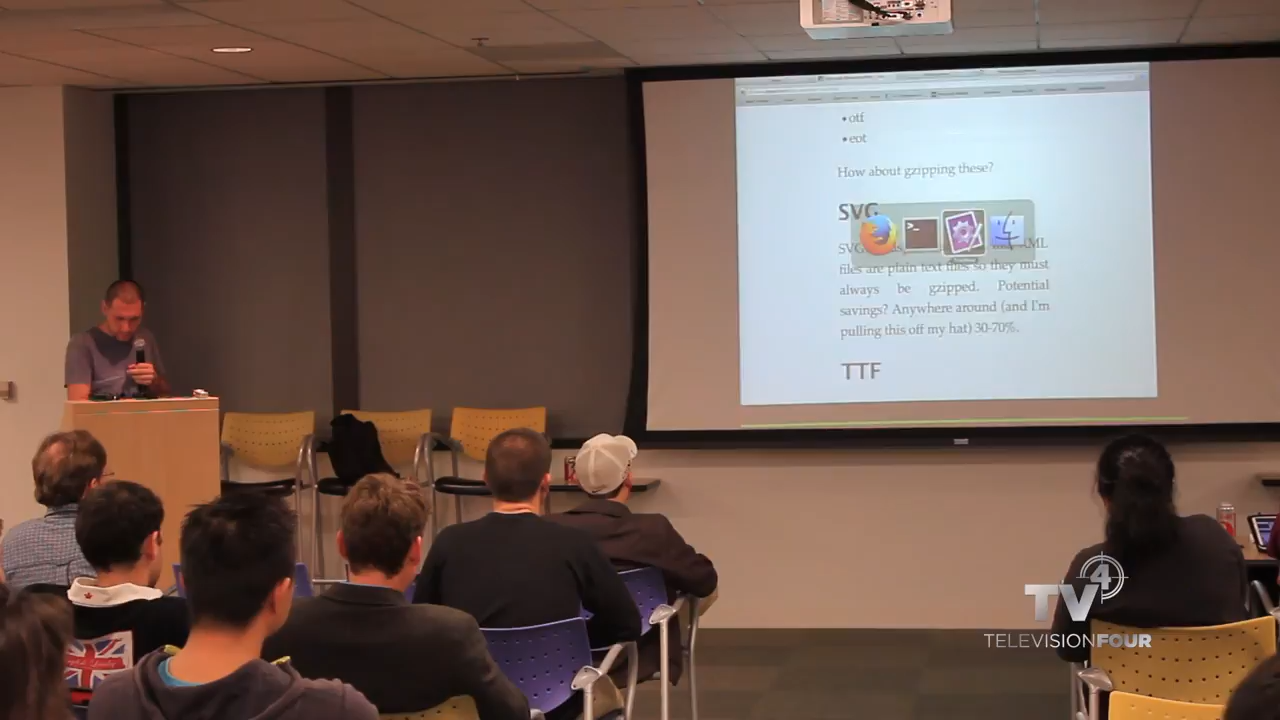 • otf
• eot
How about gzipping these?
SVG
SVG
XML
files are plain text files so they must
always be gzipped. Potential
savings? Anywhere around (and I'm
pulling this off my hat) 30-70%.
TTF
TV4
TELEVISIONFOUR